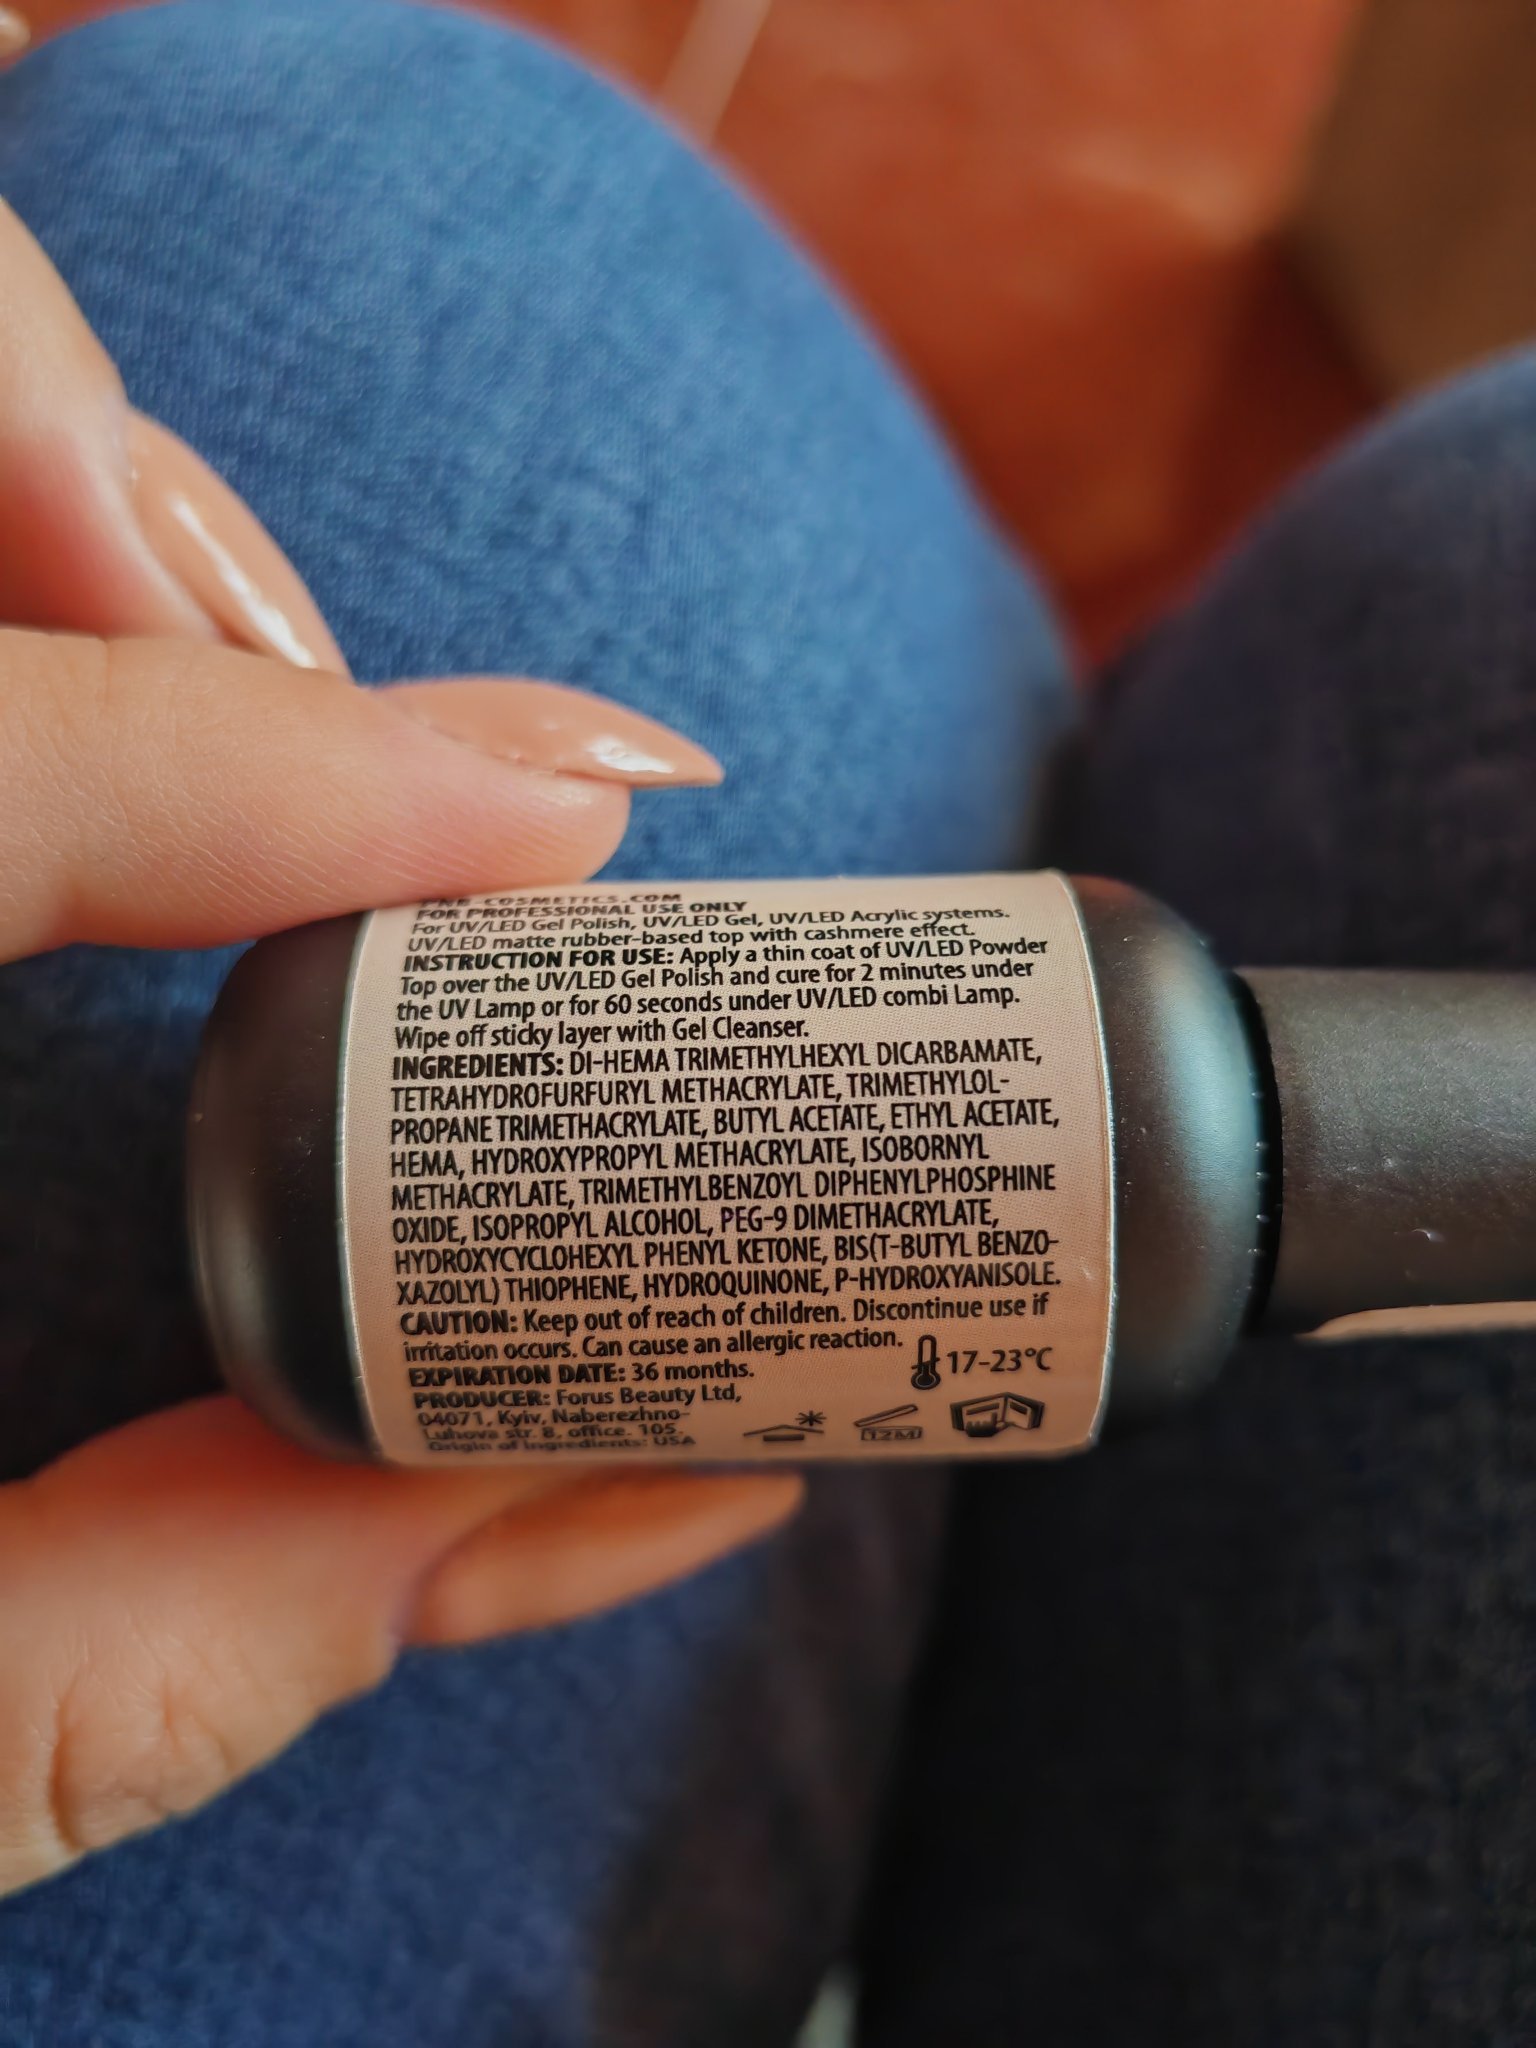 PNB-COSMETICS.COM
FOR PROFESSIONAL USE ONLY
For UV/LED Gel Polish, UV/LED Gel, UV/LED Acrylic systems.
UV/LED matte rubber-based top with cashmere effect.
INSTRUCTION FOR USE: Apply a thin coat of UV/LED Powder
Top over the UV/LED Gel Polish and cure for 2 minutes under
the UV Lamp or for 60 seconds under UV/LED combi Lamp.
Wipe off sticky layer with Gel Cleanser.
INGREDIENTS: DI-HEMA TRIMETHYLHEXYL DICARBAMATE,
TETRAHYDROFURFURYL METHACRYLATE, TRIMETHYLOL-
PROPANE TRIMETHACRYLATE, BUTYL ACETATE, ETHYL ACETATE,
HEMA, HYDROXYPROPYL METHACRYLATE, ISOBORNYL
METHACRYLATE, TRIMETHYLBENZOYL DIPHENYLPHOSPHINE
OXIDE, ISOPROPYL ALCOHOL, PEG-9 DIMETHACRYLATE,
HYDROXYCYCLOHEXYL PHENYL KETONE, BIS(T-BUTYL BENZO-
XAZOLYL) THIOPHENE, HYDROQUINONE, P-HYDROXYANISOLE.
CAUTION: Keep out of reach of children. Discontinue use if
irritation occurs. Can cause an allergic reaction.
17-23°C
EXPIRATION DATE: 36 months.
PRODUCER: Forus Beauty Ltd,
04071, Kyiv, Naberezhno-
Luhova str. 8, office. 105.
Origin of ingredients: USA
12M